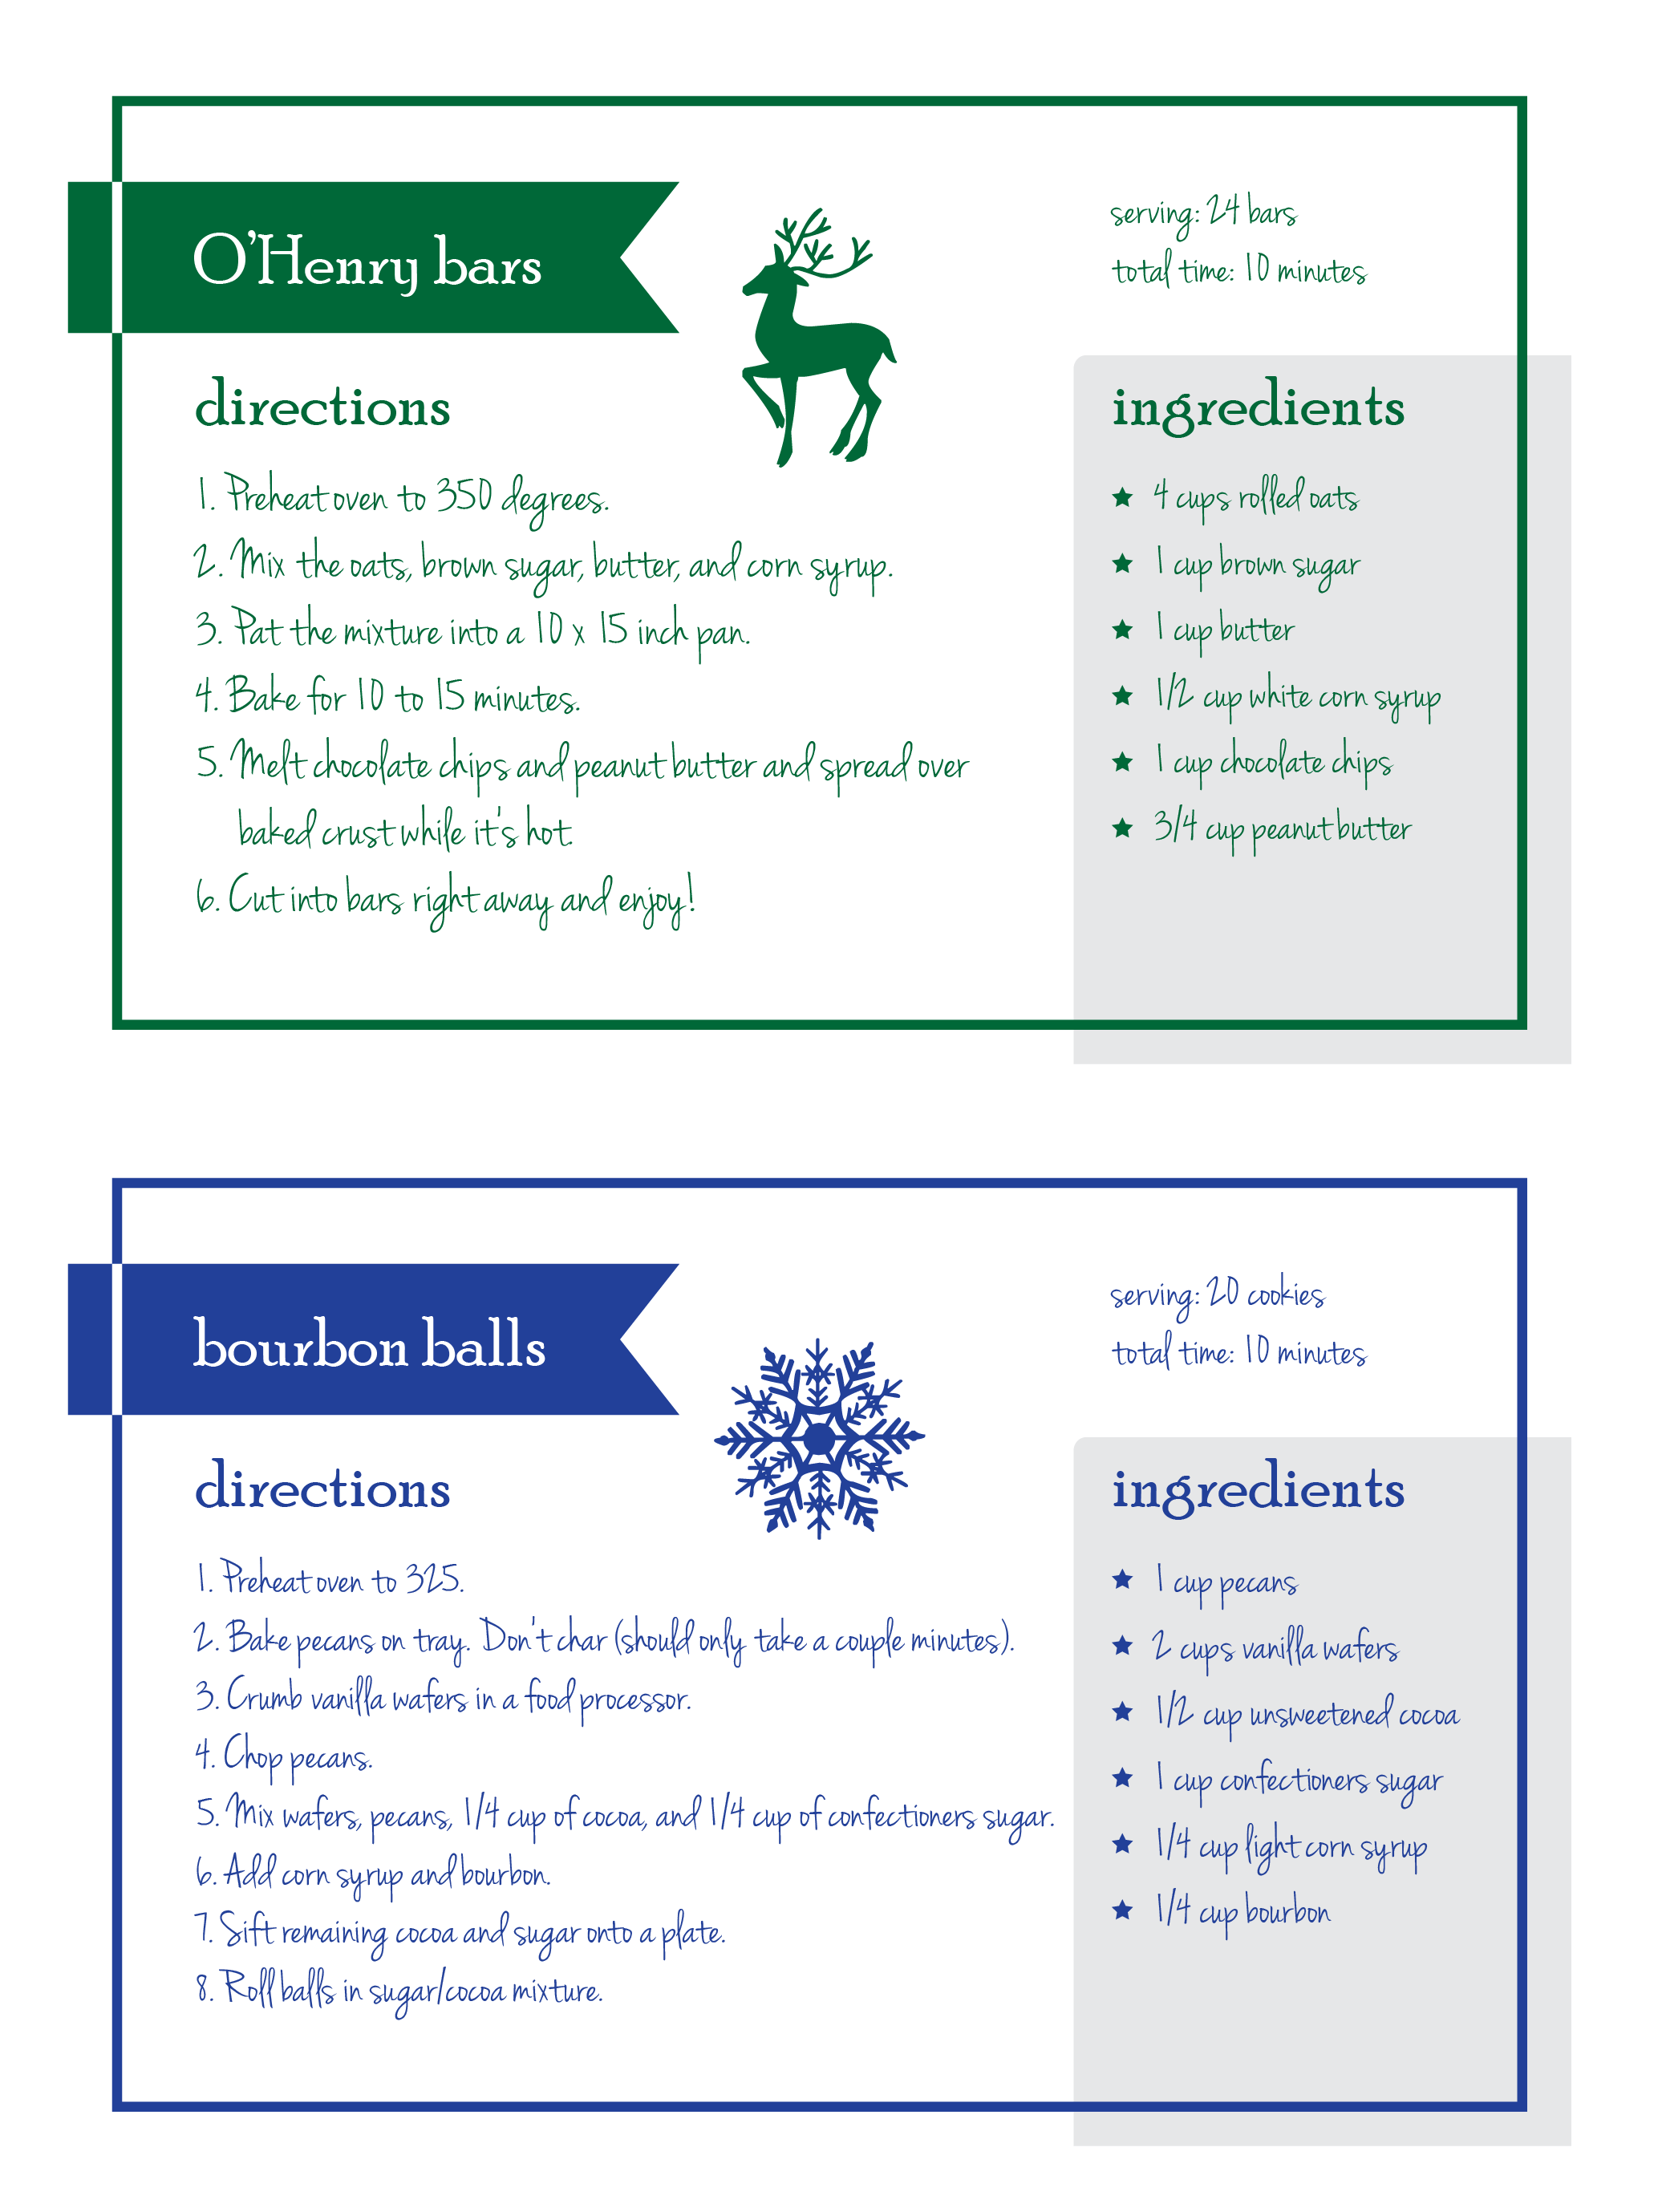 O'Henry bars
serving: 24 bars
total time: 10 minutes
directions
1. Preheat oven to 350 degrees.
2. Mix the oats, brown sugar, butter, and corn syrup.
3. Pat the mixture into a 10 x 15 inch pan.
4. Bake for 10 to 15 minutes.
5. Melt chocolate chips and peanut butter and spread over
baked crust while it's hot.
6. Cut into bars right away and enjoy!
ingredients
★ 4 cups rolled oats
★ 1 cup brown sugar
★ 1 cup butter
★ 1/2 cup white corn syrup
★ 1 cup chocolate chips
★ 3/4 cup peanut butter
bourbon balls
serving: 20 cookies
total time: 10 minutes
directions
1. Preheat oven to 325.
2. Bake pecans on tray. Don't char (should only take a couple minutes).
3. Crumb vanilla wafers in a food processor.
4. Chop pecans.
5. Mix wafers, pecans, 1/4 cup of cocoa, and 1/4 cup of confectioners sugar.
6. Add corn syrup and bourbon.
7. Sift remaining cocoa and sugar onto a plate.
8. Roll balls in sugar/cocoa mixture.
ingredients
★ 1 cup pecans
★ 2 cups vanilla wafers
★ 1/2 cup unsweetened cocoa
★ 1 cup confectioners sugar
★ 1/4 cup light corn syrup
★ 1/4 cup bourbon